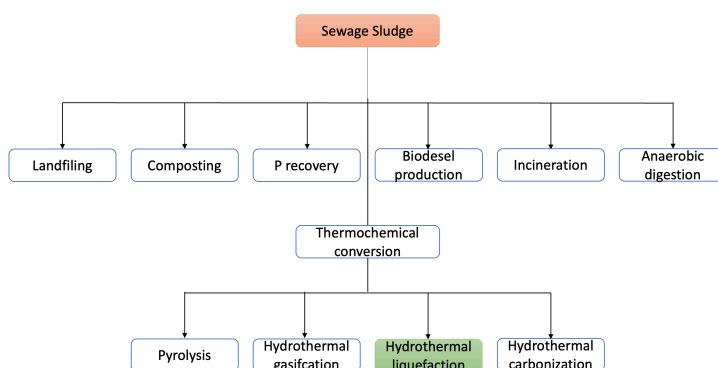 Sewage Sludge
Landfiling
Composting
P recovery
Biodesel
production
Incineration
Anaerobic
digestion
Thermochemical
conversion
Pyrolysis
Hydrothermal
gasifcation
Hydrothermal
liquefaction
Hydrothermal
carbonization